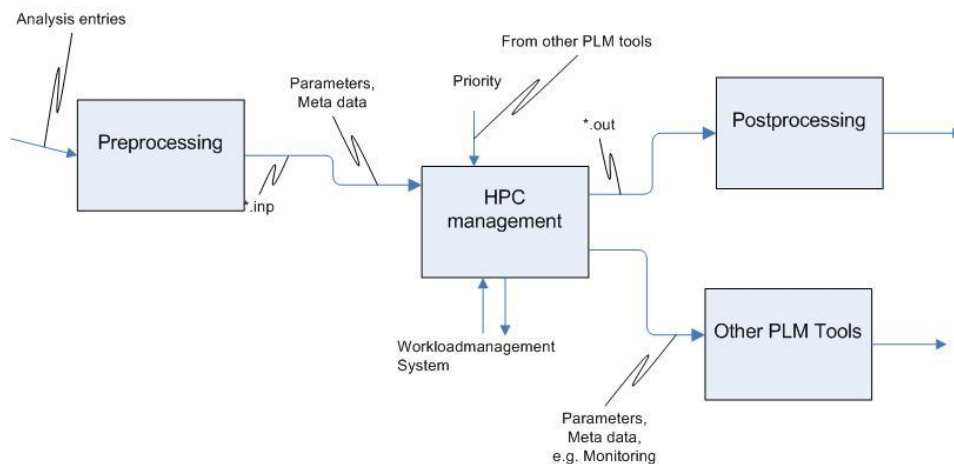 Analysis entries
From other PLM tools
Parameters,
Meta data
Priority
*.out
Preprocessing
Postprocessing
*.inp
HPC
management
Workloadmanagement
System
Other PLM Tools
Parameters,
Meta data,
e.g. Monitoring